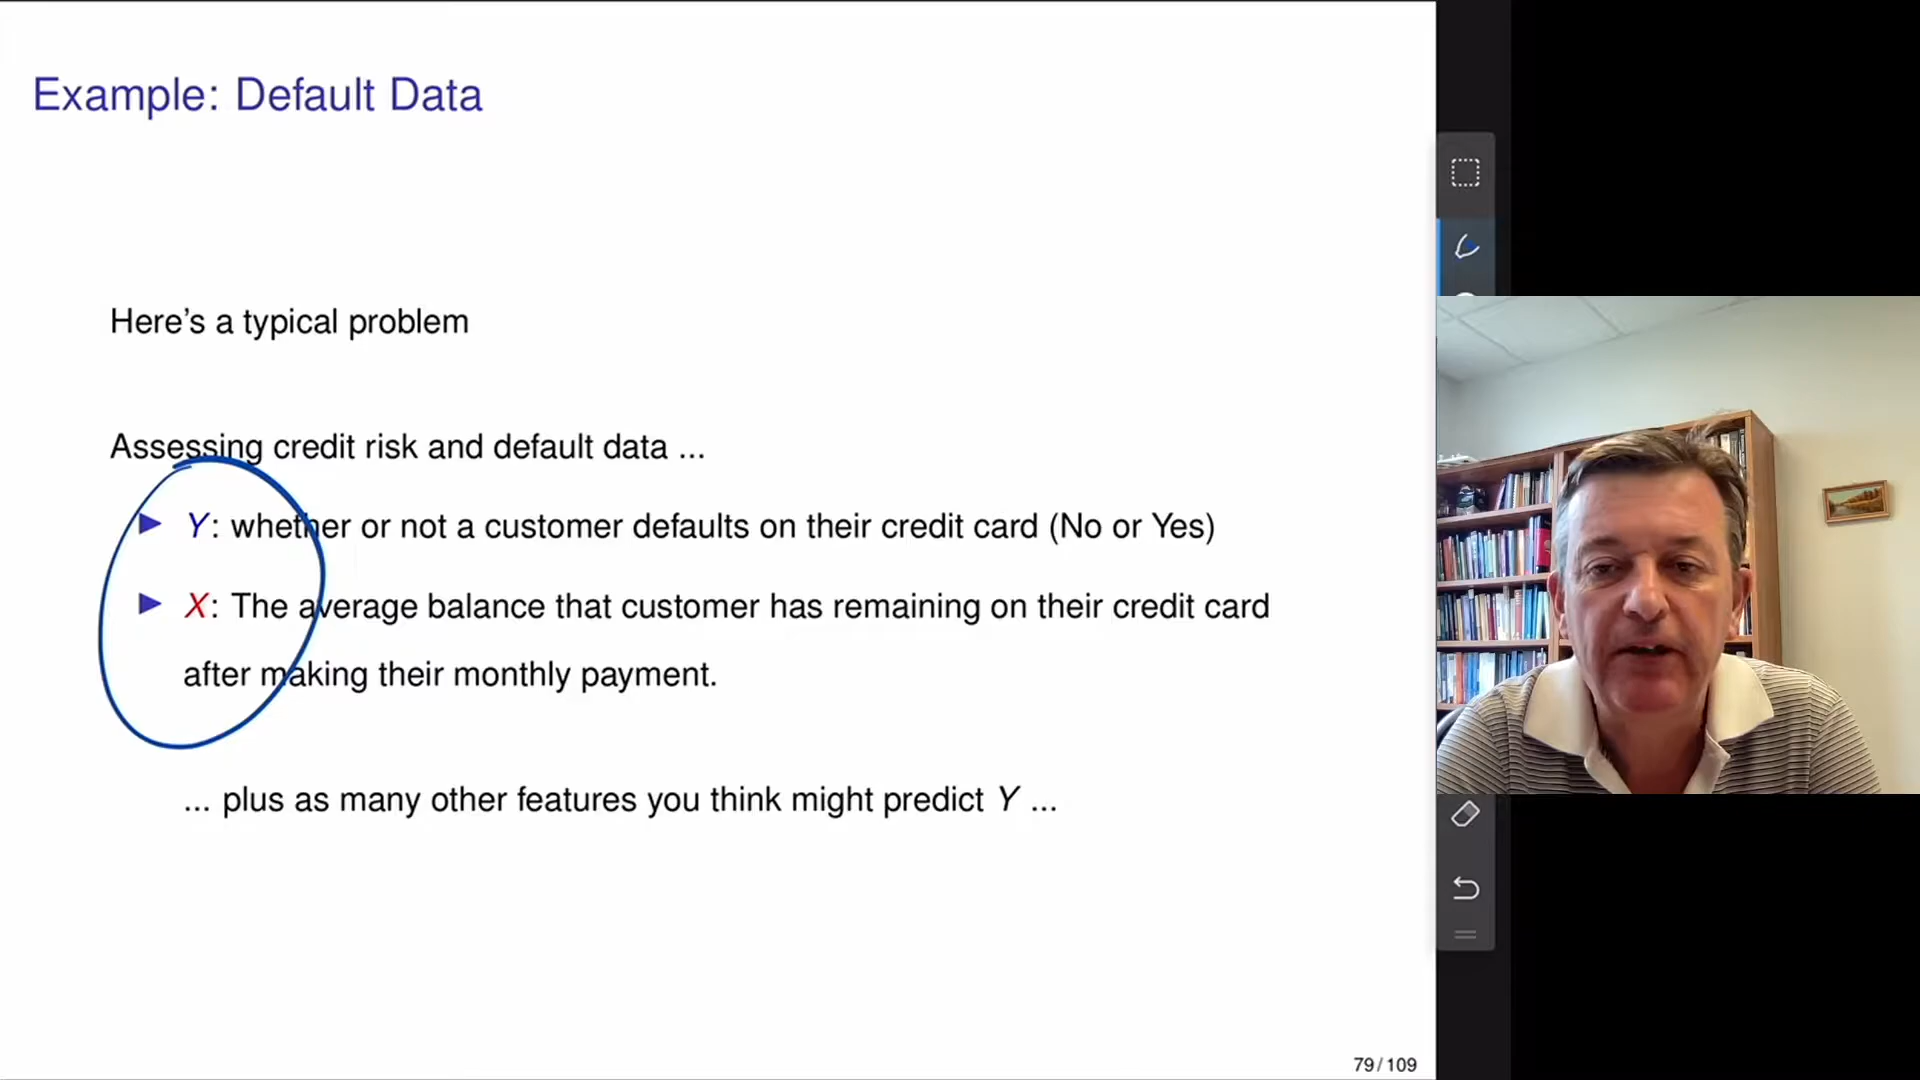 Example: Default Data
Here's a typical problem
Assessing credit risk and default data ...
▶ Y: whether or not a customer defaults on their credit card (No or Yes)
▶ X: The average balance that customer has remaining on their credit card
after making their monthly payment.
... plus as many other features you think might predict Y ...
79/109